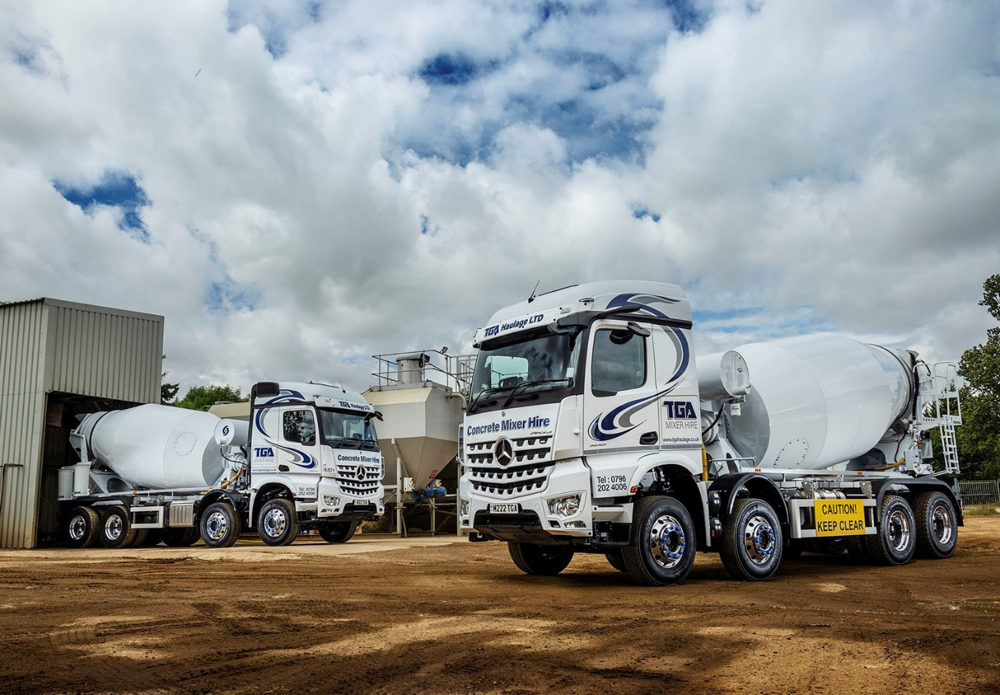 TGA Haulage LTD
Concrete Mixer Hire
M222 TGA
TGA
MIXER HIRE
www.tgahaulage.co.uk
Tel : 0796
202 4006
CAUTION!
KEEP CLEAR
TGA Haulage LTD
Concrete Mixer Hire
TGA
MIXER HIRE
Tel : 0796
202 4006